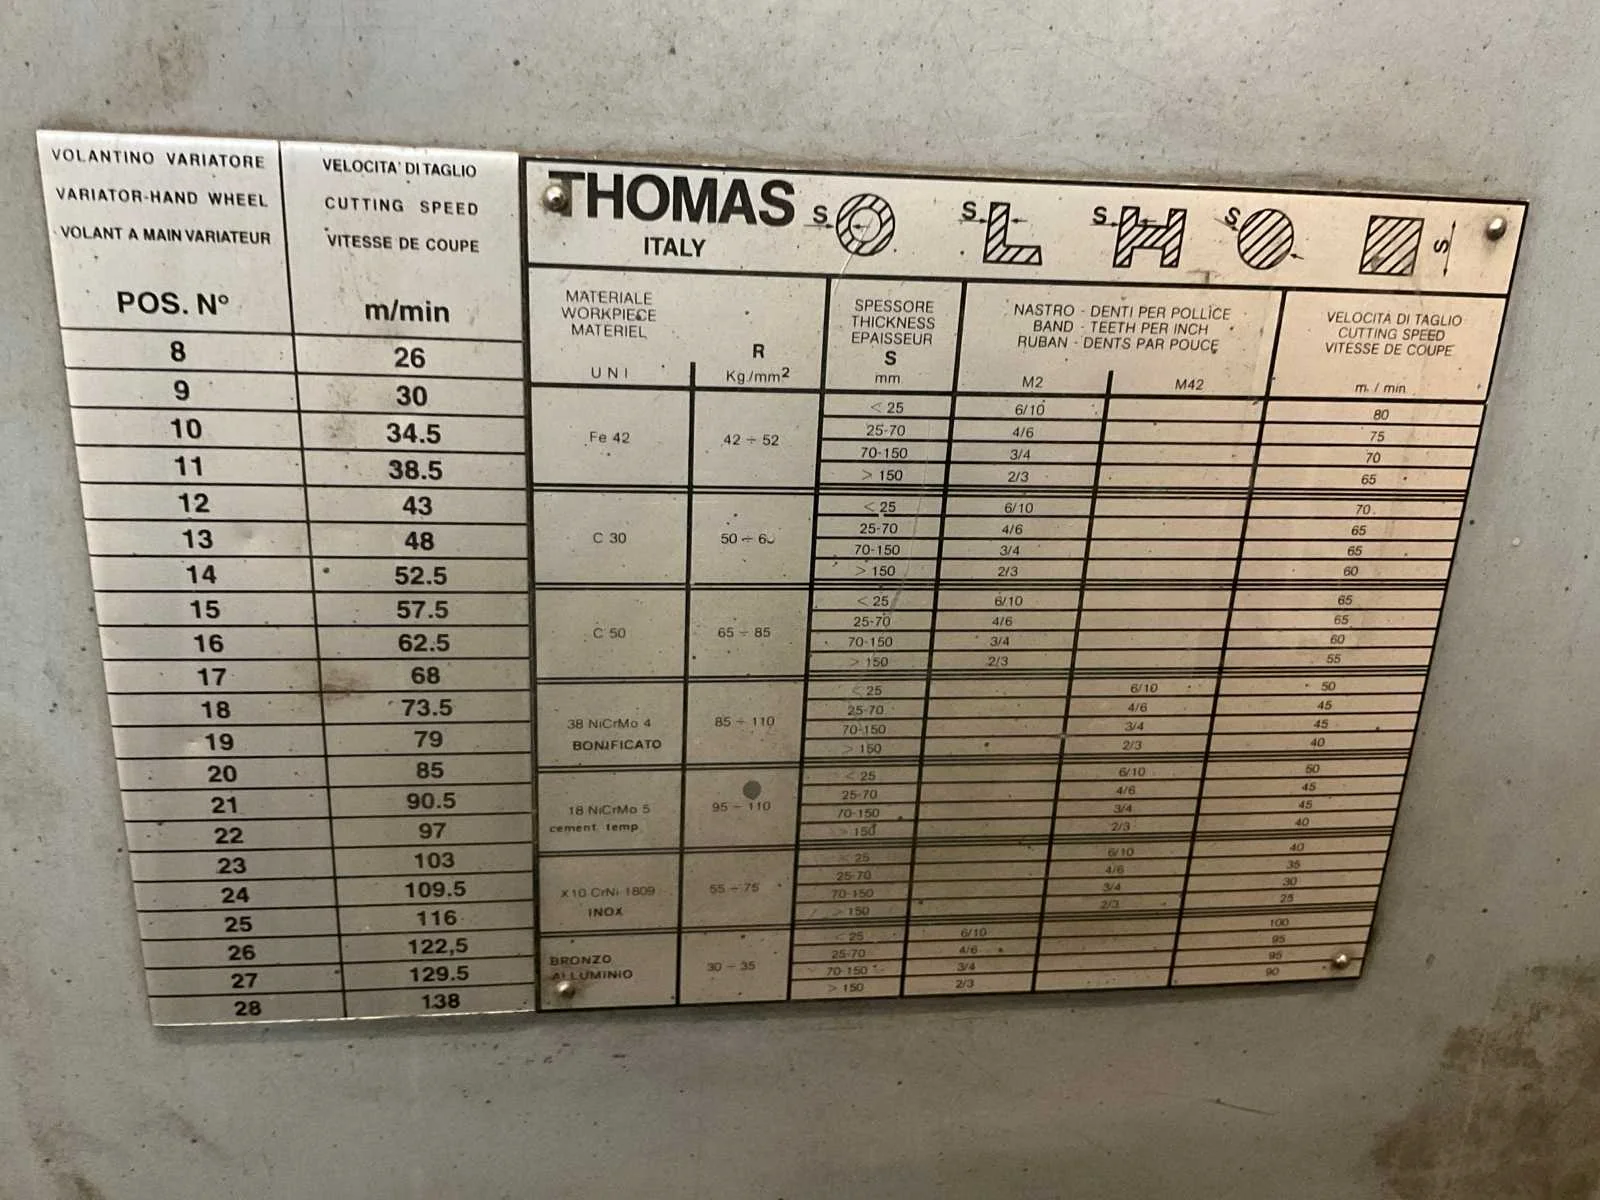 VOLANTINO VARIATORE
VARIATOR-HAND WHEEL
VOLANT A MAIN VARIATEUR
POS. N°
VELOCITA' DI TAGLIO
CUTTING SPEED
VITESSE DE COUPE
m/min
8 26
9 30
10 34.5
11 38.5
12 43
13 48
14 52.5
15 57.5
16 62.5
17 68
18 73.5
19 79
20 85
21 90.5
22 97
23 103
24 109.5
25 116
26 122,5
27 129.5
28 138
THOMAS
ITALY
S S S S S
MATERIALE
WORKPIECE
MATERIEL
UNI
R
Kg./mm2
SPESSORE
THICKNESS
EPAISSEUR
S
mm
NASTRO - DENTI PER POLLICE
BAND - TEETH PER INCH
RUBAN - DENTS PAR POUCE
M2 M42
VELOCITÀ DI TAGLIO
CUTTING SPEED
VITESSE DE COUPE
m. / min.
Fe 42
42 ÷ 52
< 25 6/10 80
25-70 4/6 75
70-150 3/4 70
> 150 2/3 65
C 30
50 ÷ 60
< 25 6/10 70
25-70 4/6 65
70-150 3/4 65
> 150 2/3 60
C 50
65 ÷ 85
< 25 6/10 65
25-70 4/6 65
70-150 3/4 60
> 150 2/3 55
38 NiCrMo 4
BONIFICATO
85 ÷ 110
< 25 6/10 50
25-70 4/6 45
70-150 3/4 45
> 150 2/3 40
18 NiCrMo 5
cement. temp.
95 ÷ 110
< 25 6/10 50
25-70 4/6 45
70-150 3/4 45
> 150 2/3 40
X10 CrNi 1809
INOX
55 ÷ 75
< 25 6/10 40
25-70 4/6 35
70-150 3/4 30
> 150 2/3 25
BRONZO
ALLUMINIO
30 ÷ 35
< 25 6/10 100
25-70 4/6 95
70-150 3/4 95
> 150 2/3 90